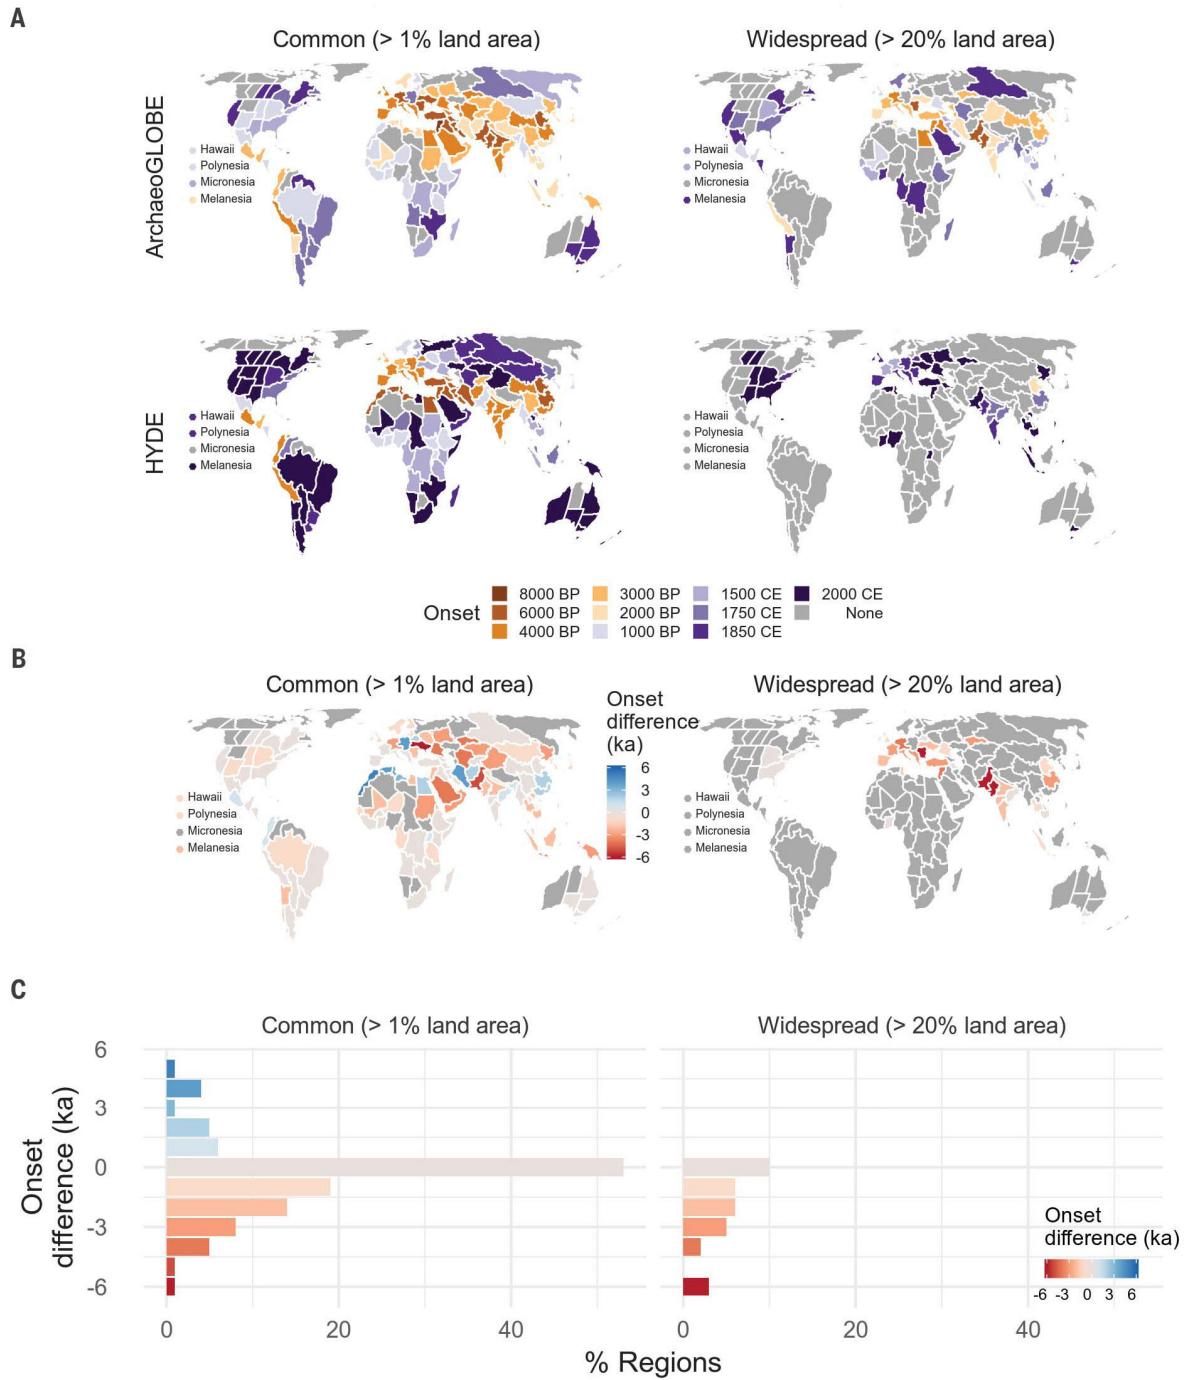 A
Common (> 1% land area)
Widespread (> 20% land area)
ArchaeoGLOBE
Hawaii
Polynesia
Micronesia
Melanesia
Hawaii
Polynesia
Micronesia
Melanesia
HYDE
Hawaii
Polynesia
Micronesia
Melanesia
Hawaii
Polynesia
Micronesia
Melanesia
Onset
8000 BP
3000 BP
1500 CE
2000 CE
6000 BP
2000 BP
1750 CE
None
4000 BP
1000 BP
1850 CE
B
Common (> 1% land area)
Widespread (> 20% land area)
Onset
difference
(ka)
6
3
0
-3
-6
Hawaii
Polynesia
Micronesia
Melanesia
Hawaii
Polynesia
Micronesia
Melanesia
C
Common (> 1% land area)
Widespread (> 20% land area)
Onset
difference (ka)
6
3
0
-3
-6
Onset
difference (ka)
-6 -3 0 3 6
0 20 40
0 20 40
% Regions